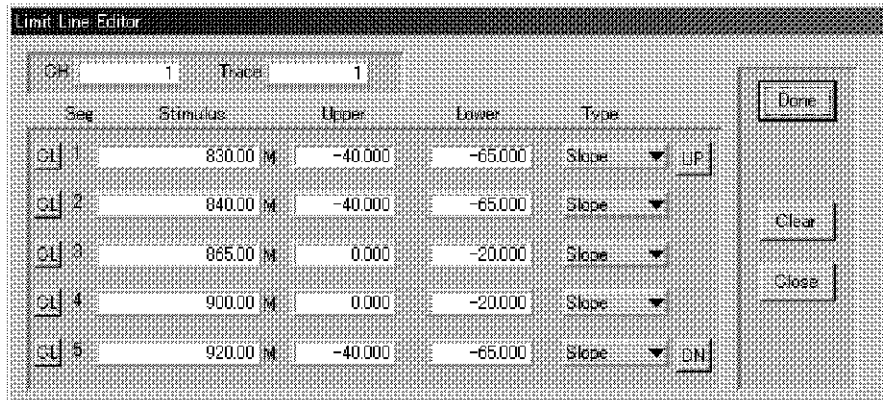 Limit Line Editor
CH 1 Trace 1
Done
Seg Stimulus Upper Lower Type
CL 1 830.00 M -40.000 -65.000 Slope UP
CL 2 840.00 M -40.000 -65.000 Slope
Clear
CL 3 865.00 M 0.000 -20.000 Slope
Close
CL 4 900.00 M 0.000 -20.000 Slope
CL 5 920.00 M -40.000 -65.000 Slope DN